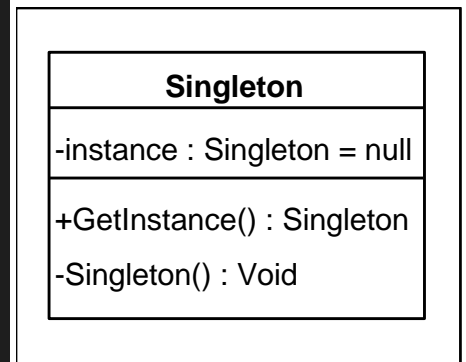 Singleton
-instance : Singleton = null
+GetInstance() : Singleton
-Singleton() : Void